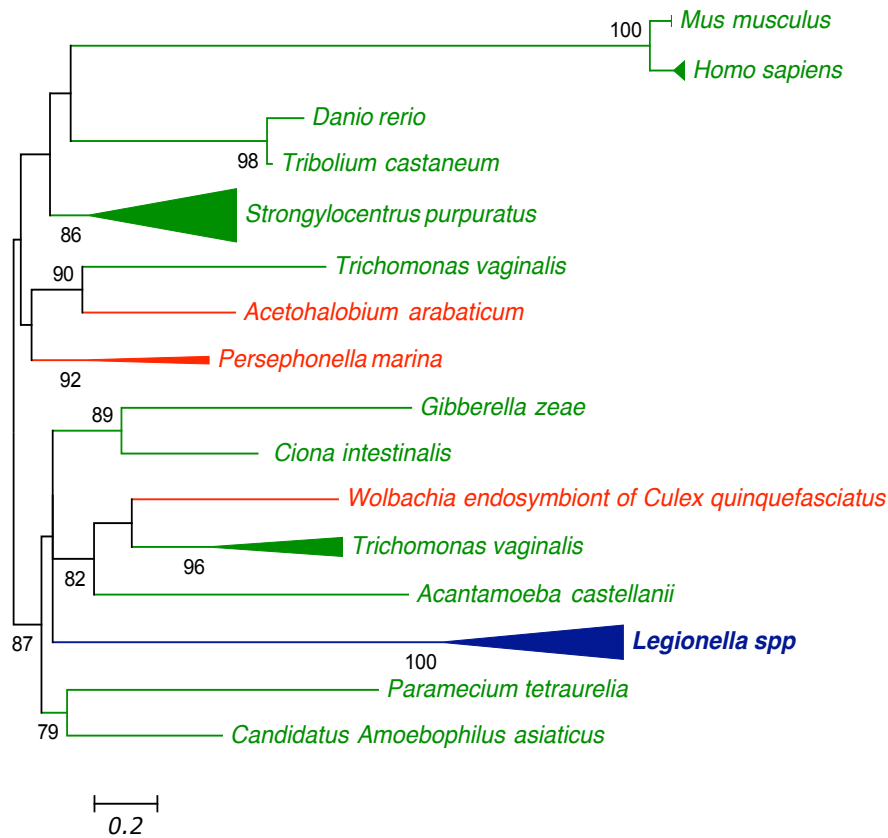 100
Mus musculus
Homo sapiens
Danio rerio
98
Tribolium castaneum
Strongylocentrus purpuratus
86
90
Trichomonas vaginalis
Acetohalobium arabaticum
Persephonella marina
92
89
Gibberella zeae
Ciona intestinalis
Wolbachia endosymbiont of Culex quinquefasciatus
Trichomonas vaginalis
96
82
Acantamoeba castellanii
87
Legionella spp
100
Paramecium tetraurelia
79
Candidatus Amoebophilus asiaticus
0.2